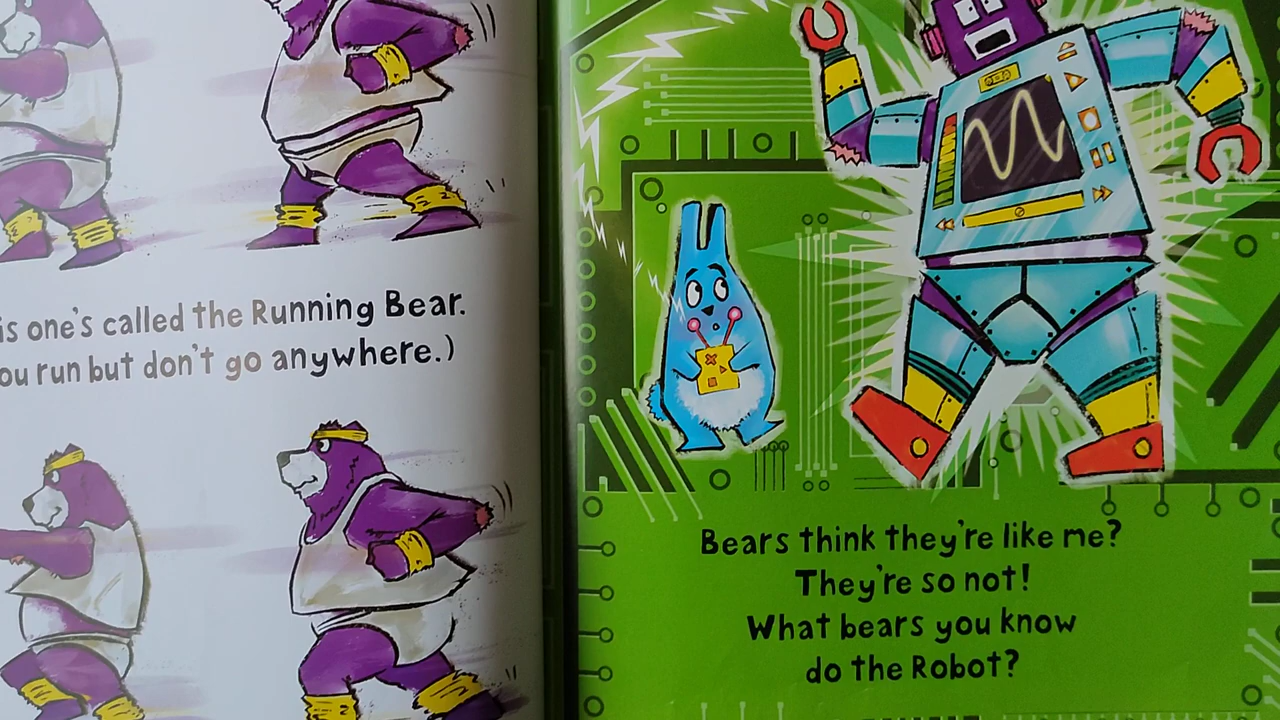 is one's called the Running Bear.
ou run but don't go anywhere.)
Bears think they're like me?
They're so not!
What bears you know
do the Robot?